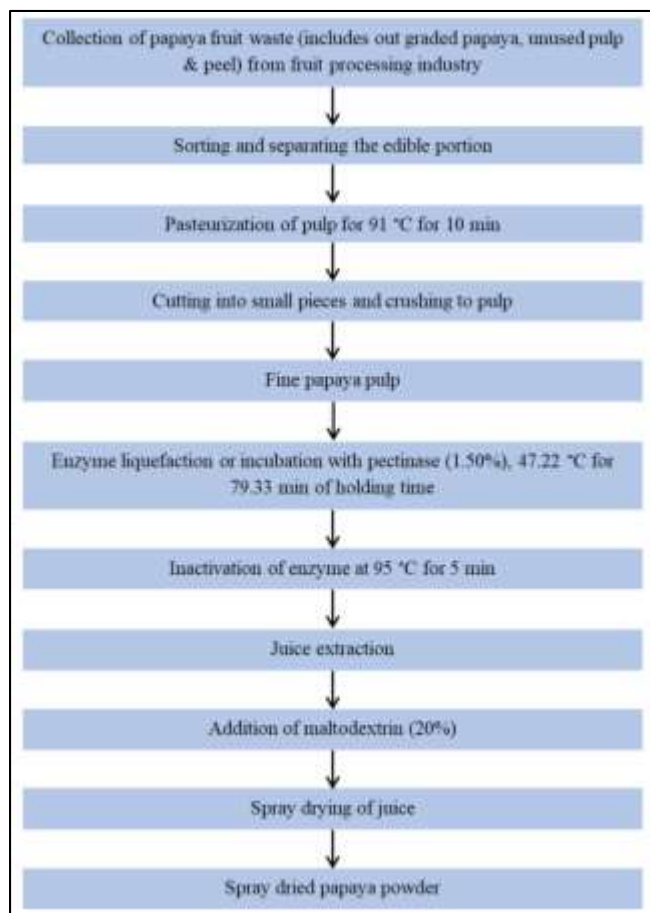 Collection of papaya fruit waste (includes out graded papaya, unused pulp
& peel) from fruit processing industry
Sorting and separating the edible portion
Pasteurization of pulp for 91 °C for 10 min
Cutting into small pieces and crushing to pulp
Fine papaya pulp
Enzyme liquefaction or incubation with pectinase (1.50%), 47.22 °C for
79.33 min of holding time
Inactivation of enzyme at 95 °C for 5 min
Juice extraction
Addition of maltodextrin (20%)
Spray drying of juice
Spray dried papaya powder